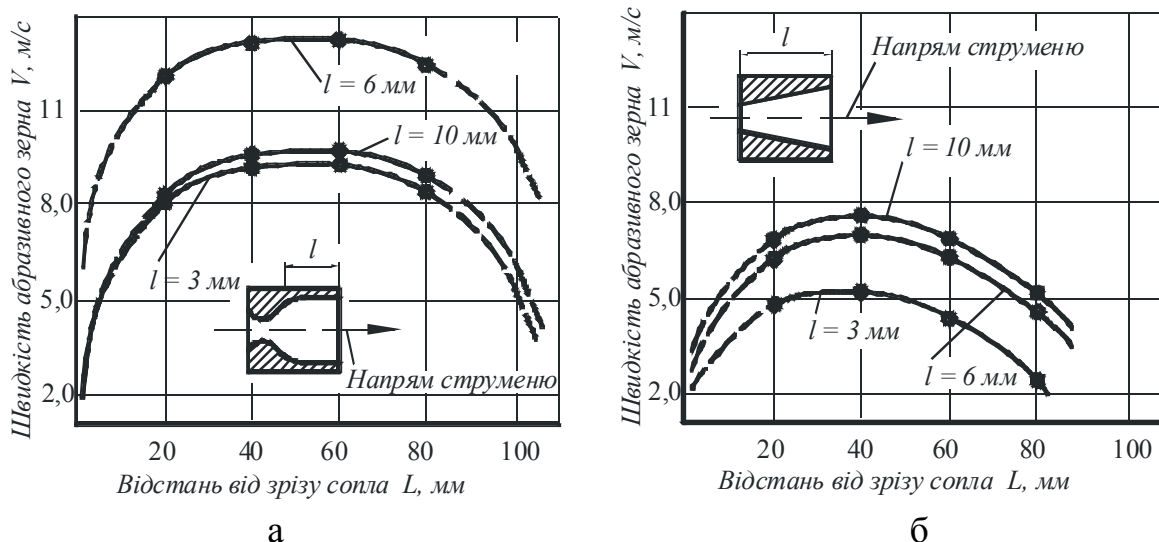 Швидкість абразивного зерна V, м/с
11
8,0
5,0
2,0
l = 6 мм
l = 10 мм
l = 3 мм
l
Напрям струменю
20 40 60 80 100
Відстань від зрізу сопла L, мм
а
Швидкість абразивного зерна V, м/с
11
8,0
5,0
2,0
l
Напрям струменю
l = 10 мм
l = 3 мм
l = 6 мм
20 40 60 80 100
Відстань від зрізу сопла L, мм
б